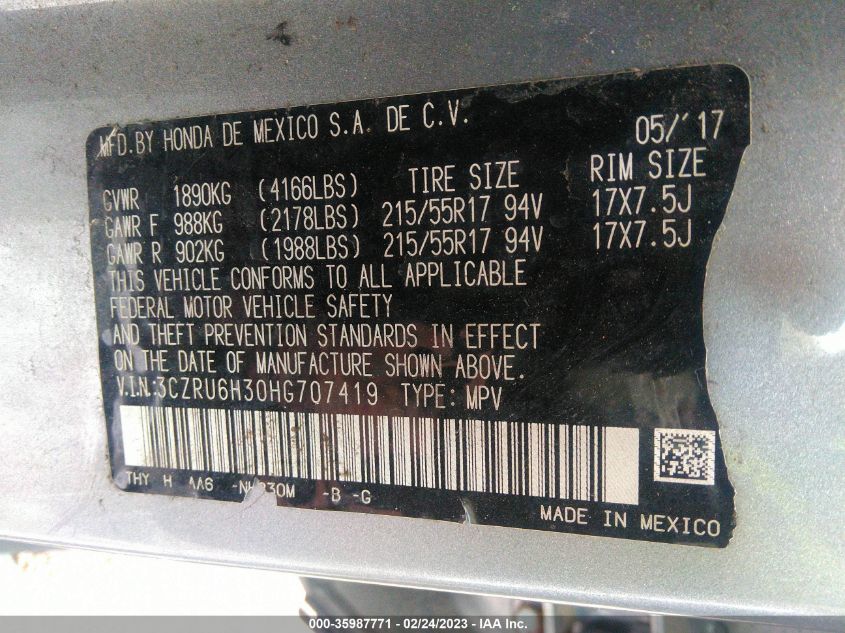 MFD. BY HONDA DE MEXICO S.A. DE C.V. 05/'17
TIRE SIZE RIM SIZE
GVWR 1890KG (4166LBS)
GAWR F 988KG (2178LBS) 215/55R17 94V 17X7.5J
GAWR R 902KG (1988LBS) 215/55R17 94V 17X7.5J
THIS VEHICLE CONFORMS TO ALL APPLICABLE
FEDERAL MOTOR VEHICLE SAFETY
AND THEFT PREVENTION STANDARDS IN EFFECT
ON THE DATE OF MANUFACTURE SHOWN ABOVE.
V.I.N:3CZRU6H30HG707419 TYPE: MPV
THY H AA6 -B -G
MADE IN MEXICO
000-35987771 - 02/24/2023 - IAA Inc.